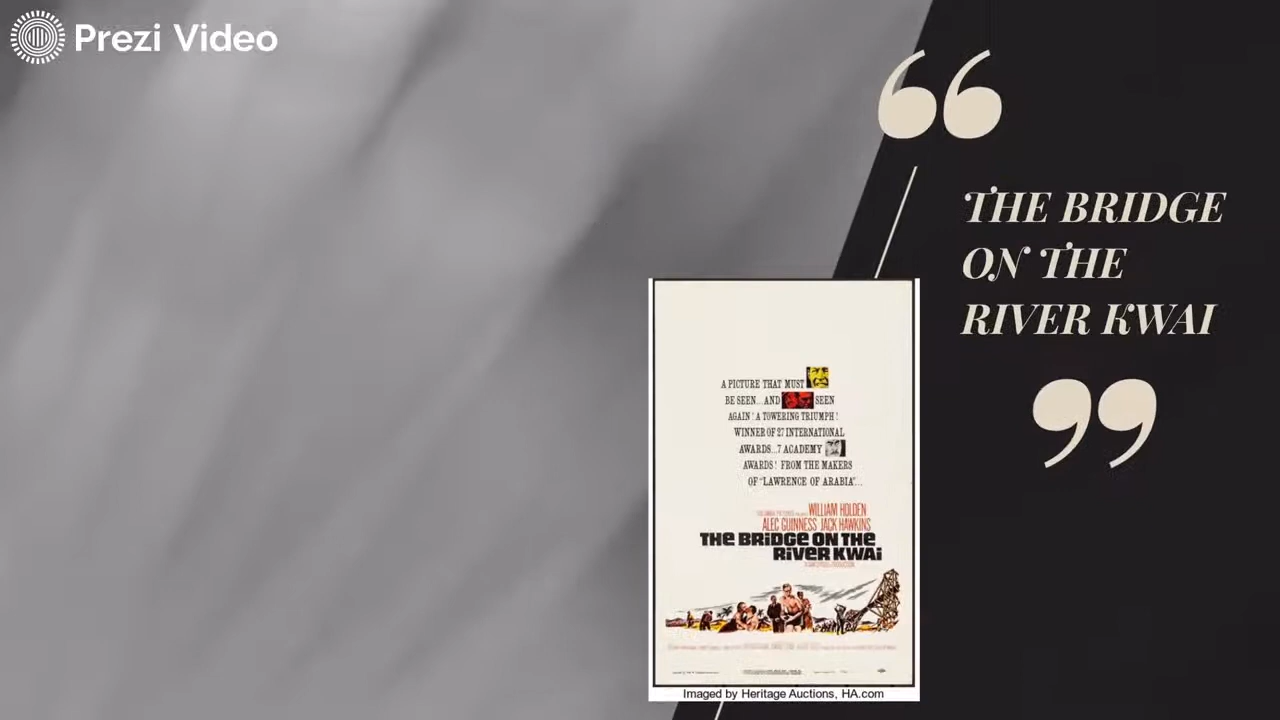 Prezi Video
THE BRIDGE
ON THE
RIVER KWAI
A PICTURE THAT MUST
BE SEEN...AND SEEN
AGAIN! A TOWERING TRIUMPH!
WINNER OF 27 INTERNATIONAL
AWARDS...7 ACADEMY
AWARDS! FROM THE MAKERS
OF "LAWRENCE OF ARABIA"...
WILLIAM HOLDEN
ALEC GUINNESS JACK HAWKINS
THE BRIDGE ON THE
RIVER KWAI
Imaged by Heritage Auctions, HA.com